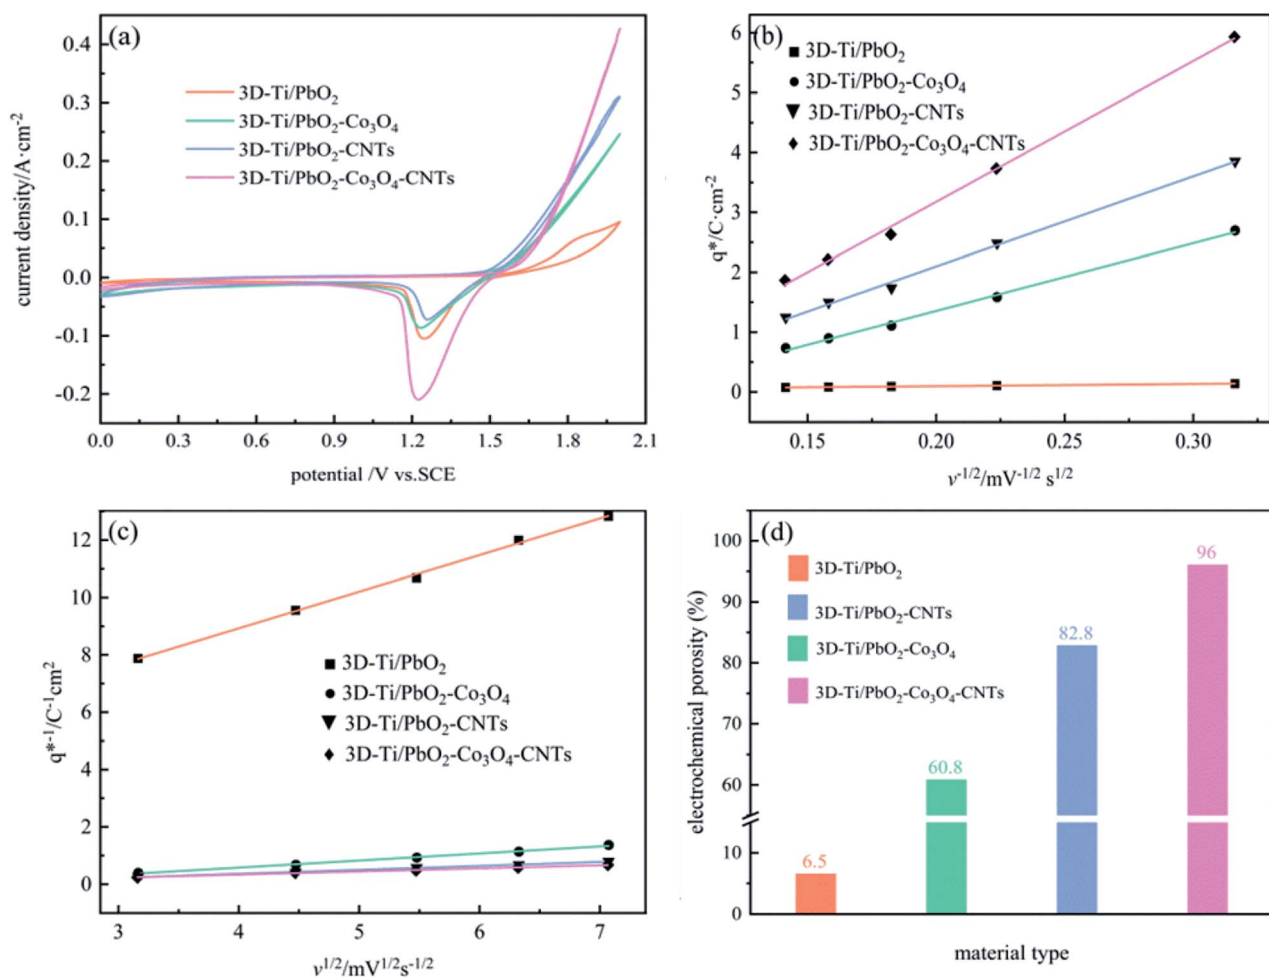 (a)
3D-Ti/PbO₂
3D-Ti/PbO₂-Co₃O₄
3D-Ti/PbO₂-CNTs
3D-Ti/PbO₂-Co₃O₄-CNTs
current density/A·cm⁻²
0.4
0.3
0.2
0.1
0.0
-0.1
-0.2
0.0 0.3 0.6 0.9 1.2 1.5 1.8 2.1
potential /V vs.SCE
(b)
3D-Ti/PbO₂
3D-Ti/PbO₂-Co₃O₄
3D-Ti/PbO₂-CNTs
3D-Ti/PbO₂-Co₃O₄-CNTs
q*/C·cm⁻²
6
5
4
3
2
1
0
0.15 0.20 0.25 0.30
v⁻¹/²/mV⁻¹/² s¹/²
(c)
q*⁻¹/C⁻¹cm²
12
10
8
6
4
2
0
3D-Ti/PbO₂
3D-Ti/PbO₂-Co₃O₄
3D-Ti/PbO₂-CNTs
3D-Ti/PbO₂-Co₃O₄-CNTs
3 4 5 6 7
v¹/²/mV¹/²s⁻¹/²
(d)
3D-Ti/PbO₂
3D-Ti/PbO₂-CNTs
3D-Ti/PbO₂-Co₃O₄
3D-Ti/PbO₂-Co₃O₄-CNTs
electrochemical porosity (%)
100
90
80
70
60
10
0
6.5
60.8
82.8
96
material type